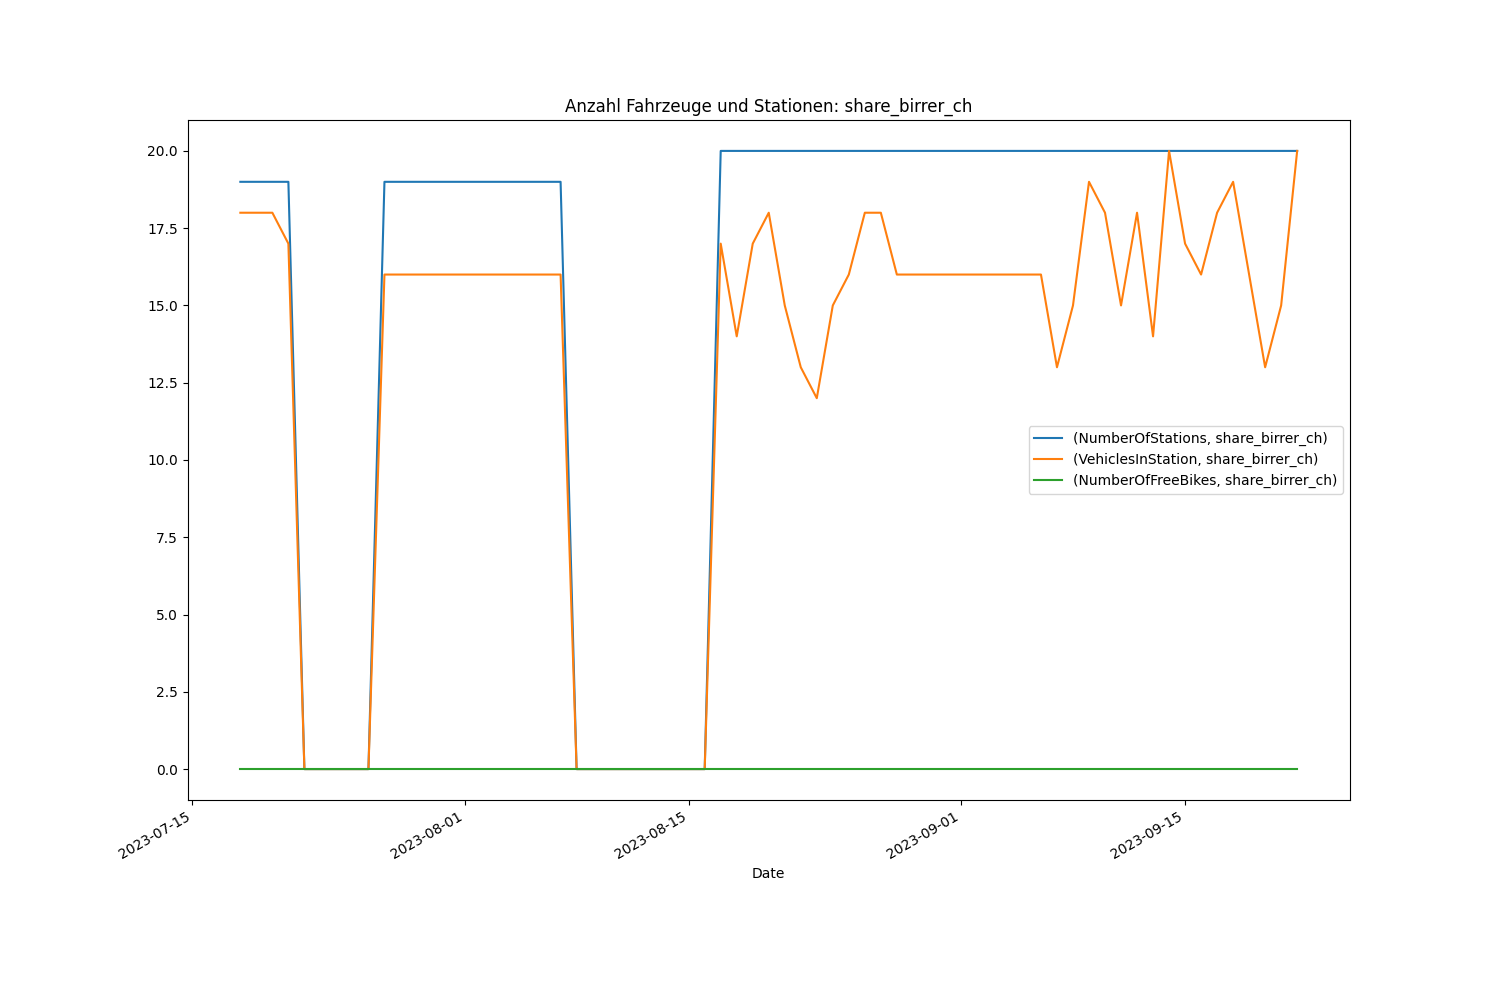 Anzahl Fahrzeuge und Stationen: share_birrer_ch
20.0
17.5
15.0
12.5
10.0
7.5
5.0
2.5
0.0
(NumberOfStations, share_birrer_ch)
(VehiclesInStation, share_birrer_ch)
(NumberOfFreeBikes, share_birrer_ch)
2023-07-15
2023-08-01
2023-08-15
2023-09-01
2023-09-15
Date